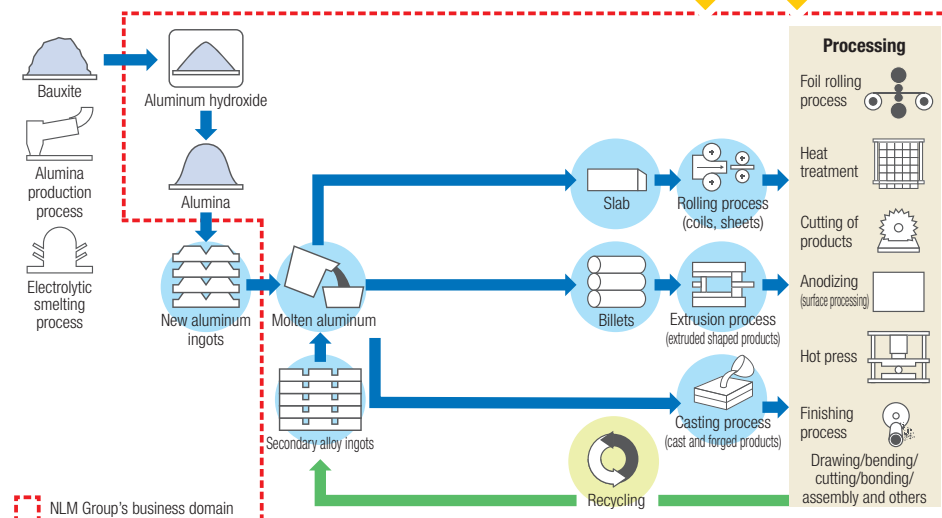 Bauxite
Alumina
production
process
Electrolytic
smelting
process
Aluminum hydroxide
Alumina
New aluminum
ingots
Molten aluminum
Secondary alloy ingots
Slab
Rolling process
(coils, sheets)
Billets
Extrusion process
(extruded shaped products)
Casting process
(cast and forged products)
Recycling
Processing
Foil rolling
process
Heat
treatment
Cutting of
products
Anodizing
(surface processing)
Hot press
Finishing
process
Drawing/bending/
cutting/bonding/
assembly and others
NLM Group's business domain